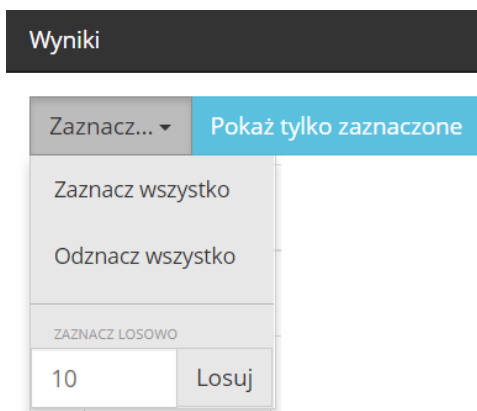 Wyniki
Zaznacz... Pokaż tylko zaznaczone
Zaznacz wszystko
Odznacz wszystko
ZAZNACZ LOSOWO
10 Losuj